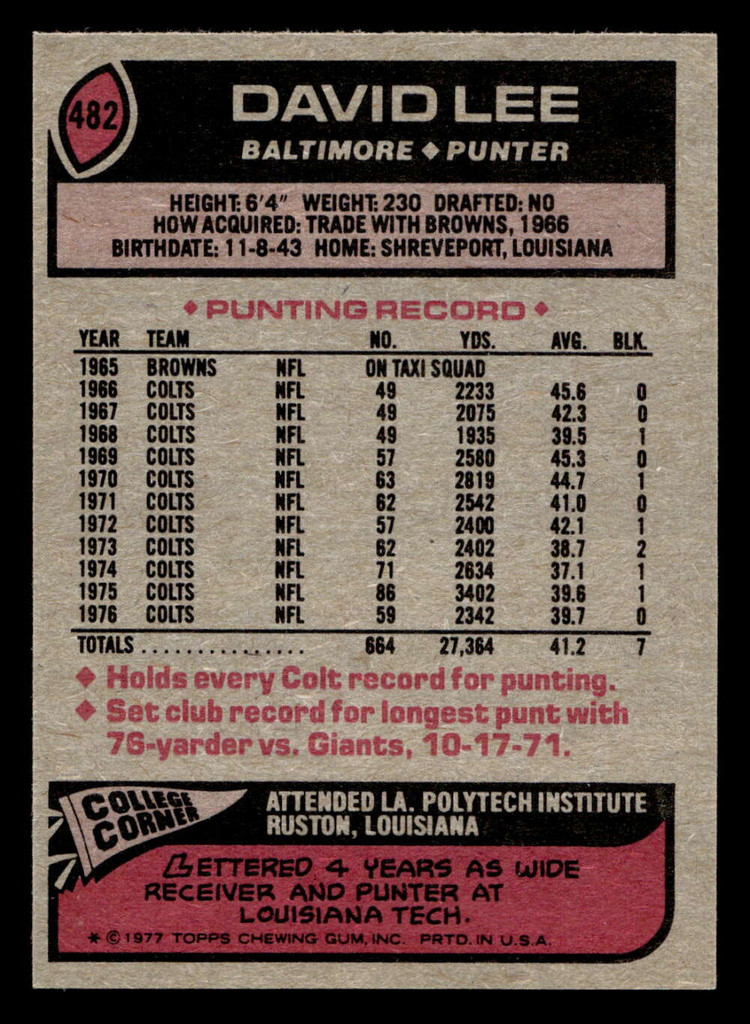 482
DAVID LEE
BALTIMORE ◆ PUNTER
HEIGHT: 6'4" WEIGHT: 230 DRAFTED: NO
HOW ACQUIRED: TRADE WITH BROWNS, 1966
BIRTHDATE: 11-8-43 HOME: SHREVEPORT, LOUISIANA
◆ PUNTING RECORD ◆
YEAR TEAM NO. YDS. AVG. BLK.
1965 BROWNS NFL ON TAXI SQUAD
1966 COLTS NFL 49 2233 45.6 0
1967 COLTS NFL 49 2075 42.3 0
1968 COLTS NFL 49 1935 39.5 1
1969 COLTS NFL 57 2580 45.3 0
1970 COLTS NFL 63 2819 44.7 1
1971 COLTS NFL 62 2542 41.0 0
1972 COLTS NFL 57 2400 42.1 1
1973 COLTS NFL 62 2402 38.7 2
1974 COLTS NFL 71 2634 37.1 1
1975 COLTS NFL 86 3402 39.6 1
1976 COLTS NFL 59 2342 39.7 0
TOTALS ............... 664 27,364 41.2 7
◆ Holds every Colt record for punting.
◆ Set club record for longest punt with
76-yarder vs. Giants, 10-17-71.
COLLEGE
CORNER
ATTENDED LA. POLYTECH INSTITUTE
RUSTON, LOUISIANA
LETTERED 4 YEARS AS WIDE
RECEIVER AND PUNTER AT
LOUISIANA TECH.
* © 1977 TOPPS CHEWING GUM, INC. PRTD. IN U.S.A.